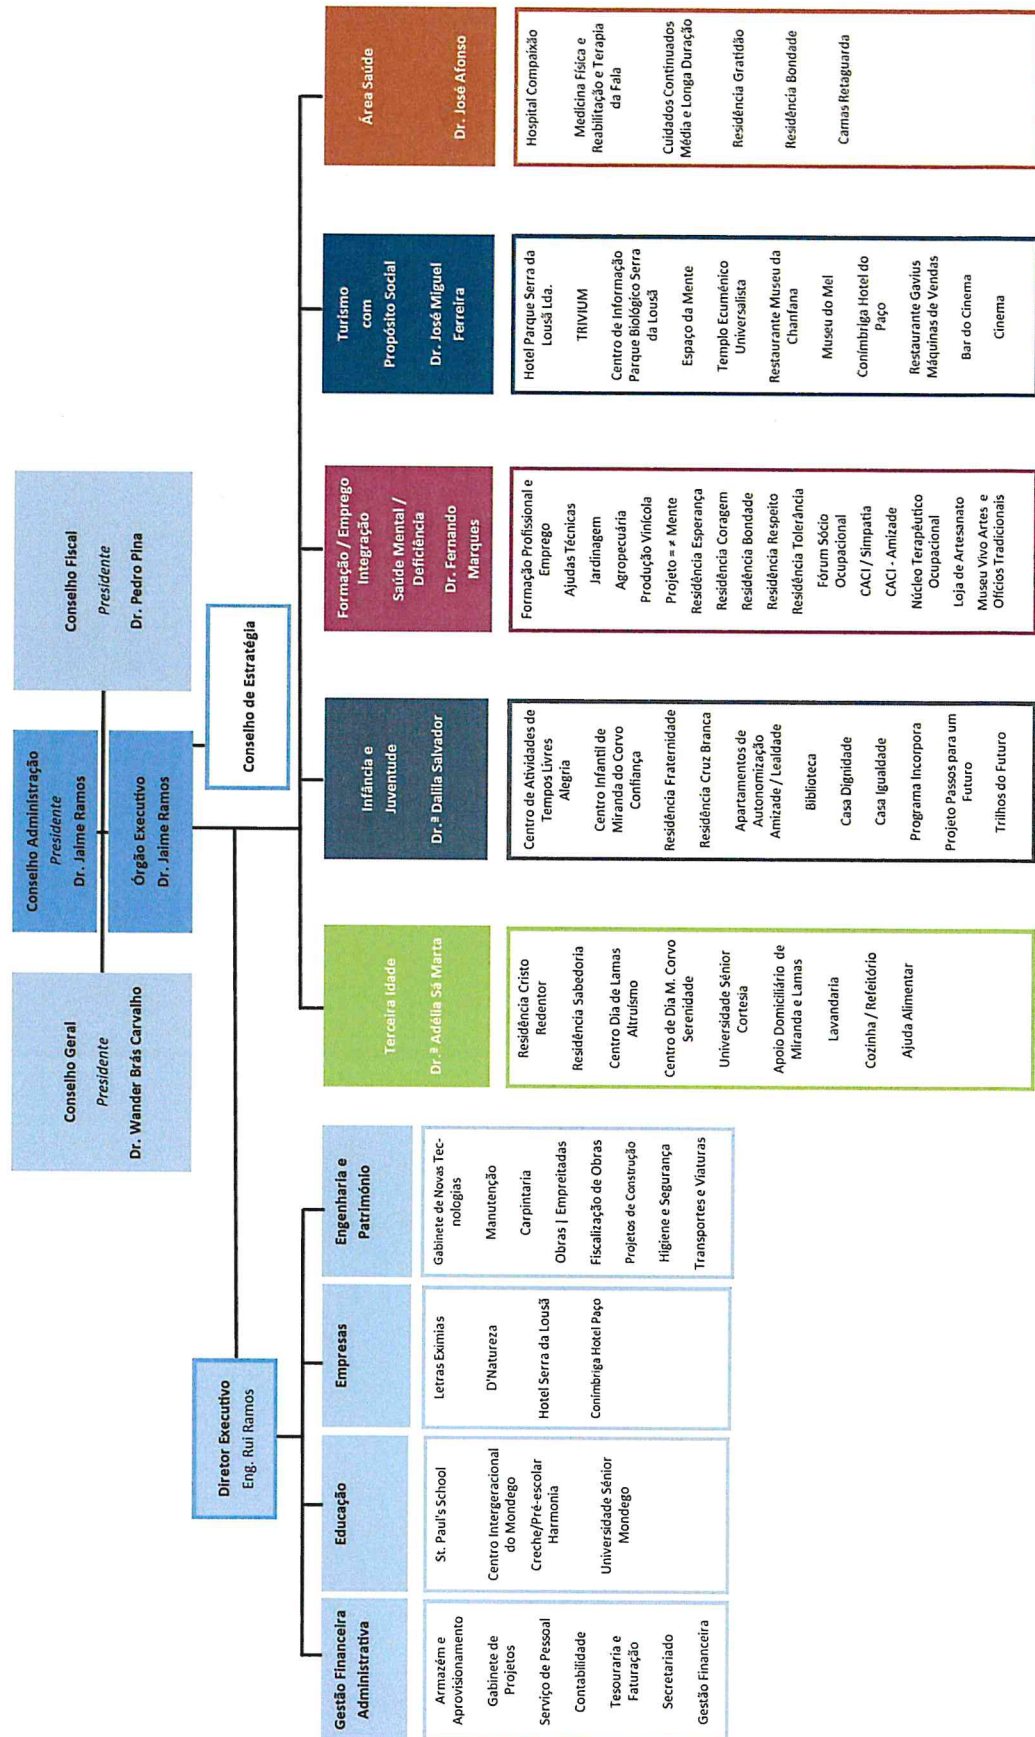 Conselho Geral
Presidente
Dr. Wander Brás Carvalho
Conselho Administração
Presidente
Dr. Jaime Ramos
Órgão Executivo
Dr. Jaime Ramos
Conselho Fiscal
Presidente
Dr. Pedro Pina
Conselho de Estratégia
Diretor Executivo
Eng. Rui Ramos
Gestão Financeira
Administrativa
Armazém e
Aprovisionamento
Gabinete de
Projetos
Serviço de Pessoal
Contabilidade
Tesouraria e
Faturação
Secretariado
Gestão Financeira
Educação
St. Paul's School
Centro Intergeracional
do Mondego
Creche/Pré-escolar
Harmonia
Universidade Sénior
Mondego
Empresas
Letras Exímias
D'Natureza
Hotel Serra da Lousã
Conímbriga Hotel Paço
Engenharia e
Património
Gabinete de Novas Tec-
nologias
Manutenção
Carpintaria
Obras | Empreitadas
Fiscalização de Obras
Projetos de Construção
Higiene e Segurança
Transportes e Viaturas
Terceira Idade
Dr.ª Adélia Sá Marta
Residência Cristo
Redentor
Residência Sabedoria
Centro Dia de Lamas
Altruísmo
Centro de Dia M. Corvo
Serenidade
Universidade Sénior
Cortesia
Apoio Domiciliário de
Miranda e Lamas
Lavandaria
Cozinha / Refeitório
Ajuda Alimentar
Infância e
Juventude
Dr.ª Dalila Salvador
Centro de Atividades de
Tempos Livres
Alegria
Centro Infantil de
Miranda do Corvo
Confiança
Residência Fraternidade
Residência Cruz Branca
Apartamentos de
Autonomização
Amizade / Lealdade
Biblioteca
Casa Dignidade
Casa Igualdade
Programa Incorpora
Projeto Passos para um
Futuro
Trilhos do Futuro
Formação / Emprego
Integração
Saúde Mental /
Deficiência
Dr. Fernando
Marques
Formação Profissional e
Emprego
Ajudas Técnicas
Jardinagem
Agropecuária
Produção Vinícola
Projeto = ≠ Mente
Residência Esperança
Residência Coragem
Residência Bondade
Residência Respeito
Residência Tolerância
Fórum Sócio
Ocupacional
CACI / Simpatia
CACI - Amizade
Núcleo Terapêutico
Ocupacional
Loja de Artesanato
Museu Vivo Artes e
Ofícios Tradicionais
Turismo
com
Propósito Social
Dr. José Miguel
Ferreira
Hotel Parque Serra da
Lousã Lda.
TRIVIUM
Centro de Informação
Parque Biológico Serra
da Lousã
Espaço da Mente
Templo Ecuménico
Universalista
Restaurante Museu da
Chanfana
Museu do Mel
Conímbriga Hotel do
Paço
Restaurante Gavius
Máquinas de Vendas
Bar do Cinema
Cinema
Área Saúde
Dr. José Afonso
Hospital Compaixão
Medicina Física e
Reabilitação e Terapia
da Fala
Cuidados Continuados
Média e Longa Duração
Residência Gratidão
Residência Bondade
Camas Retaguarda